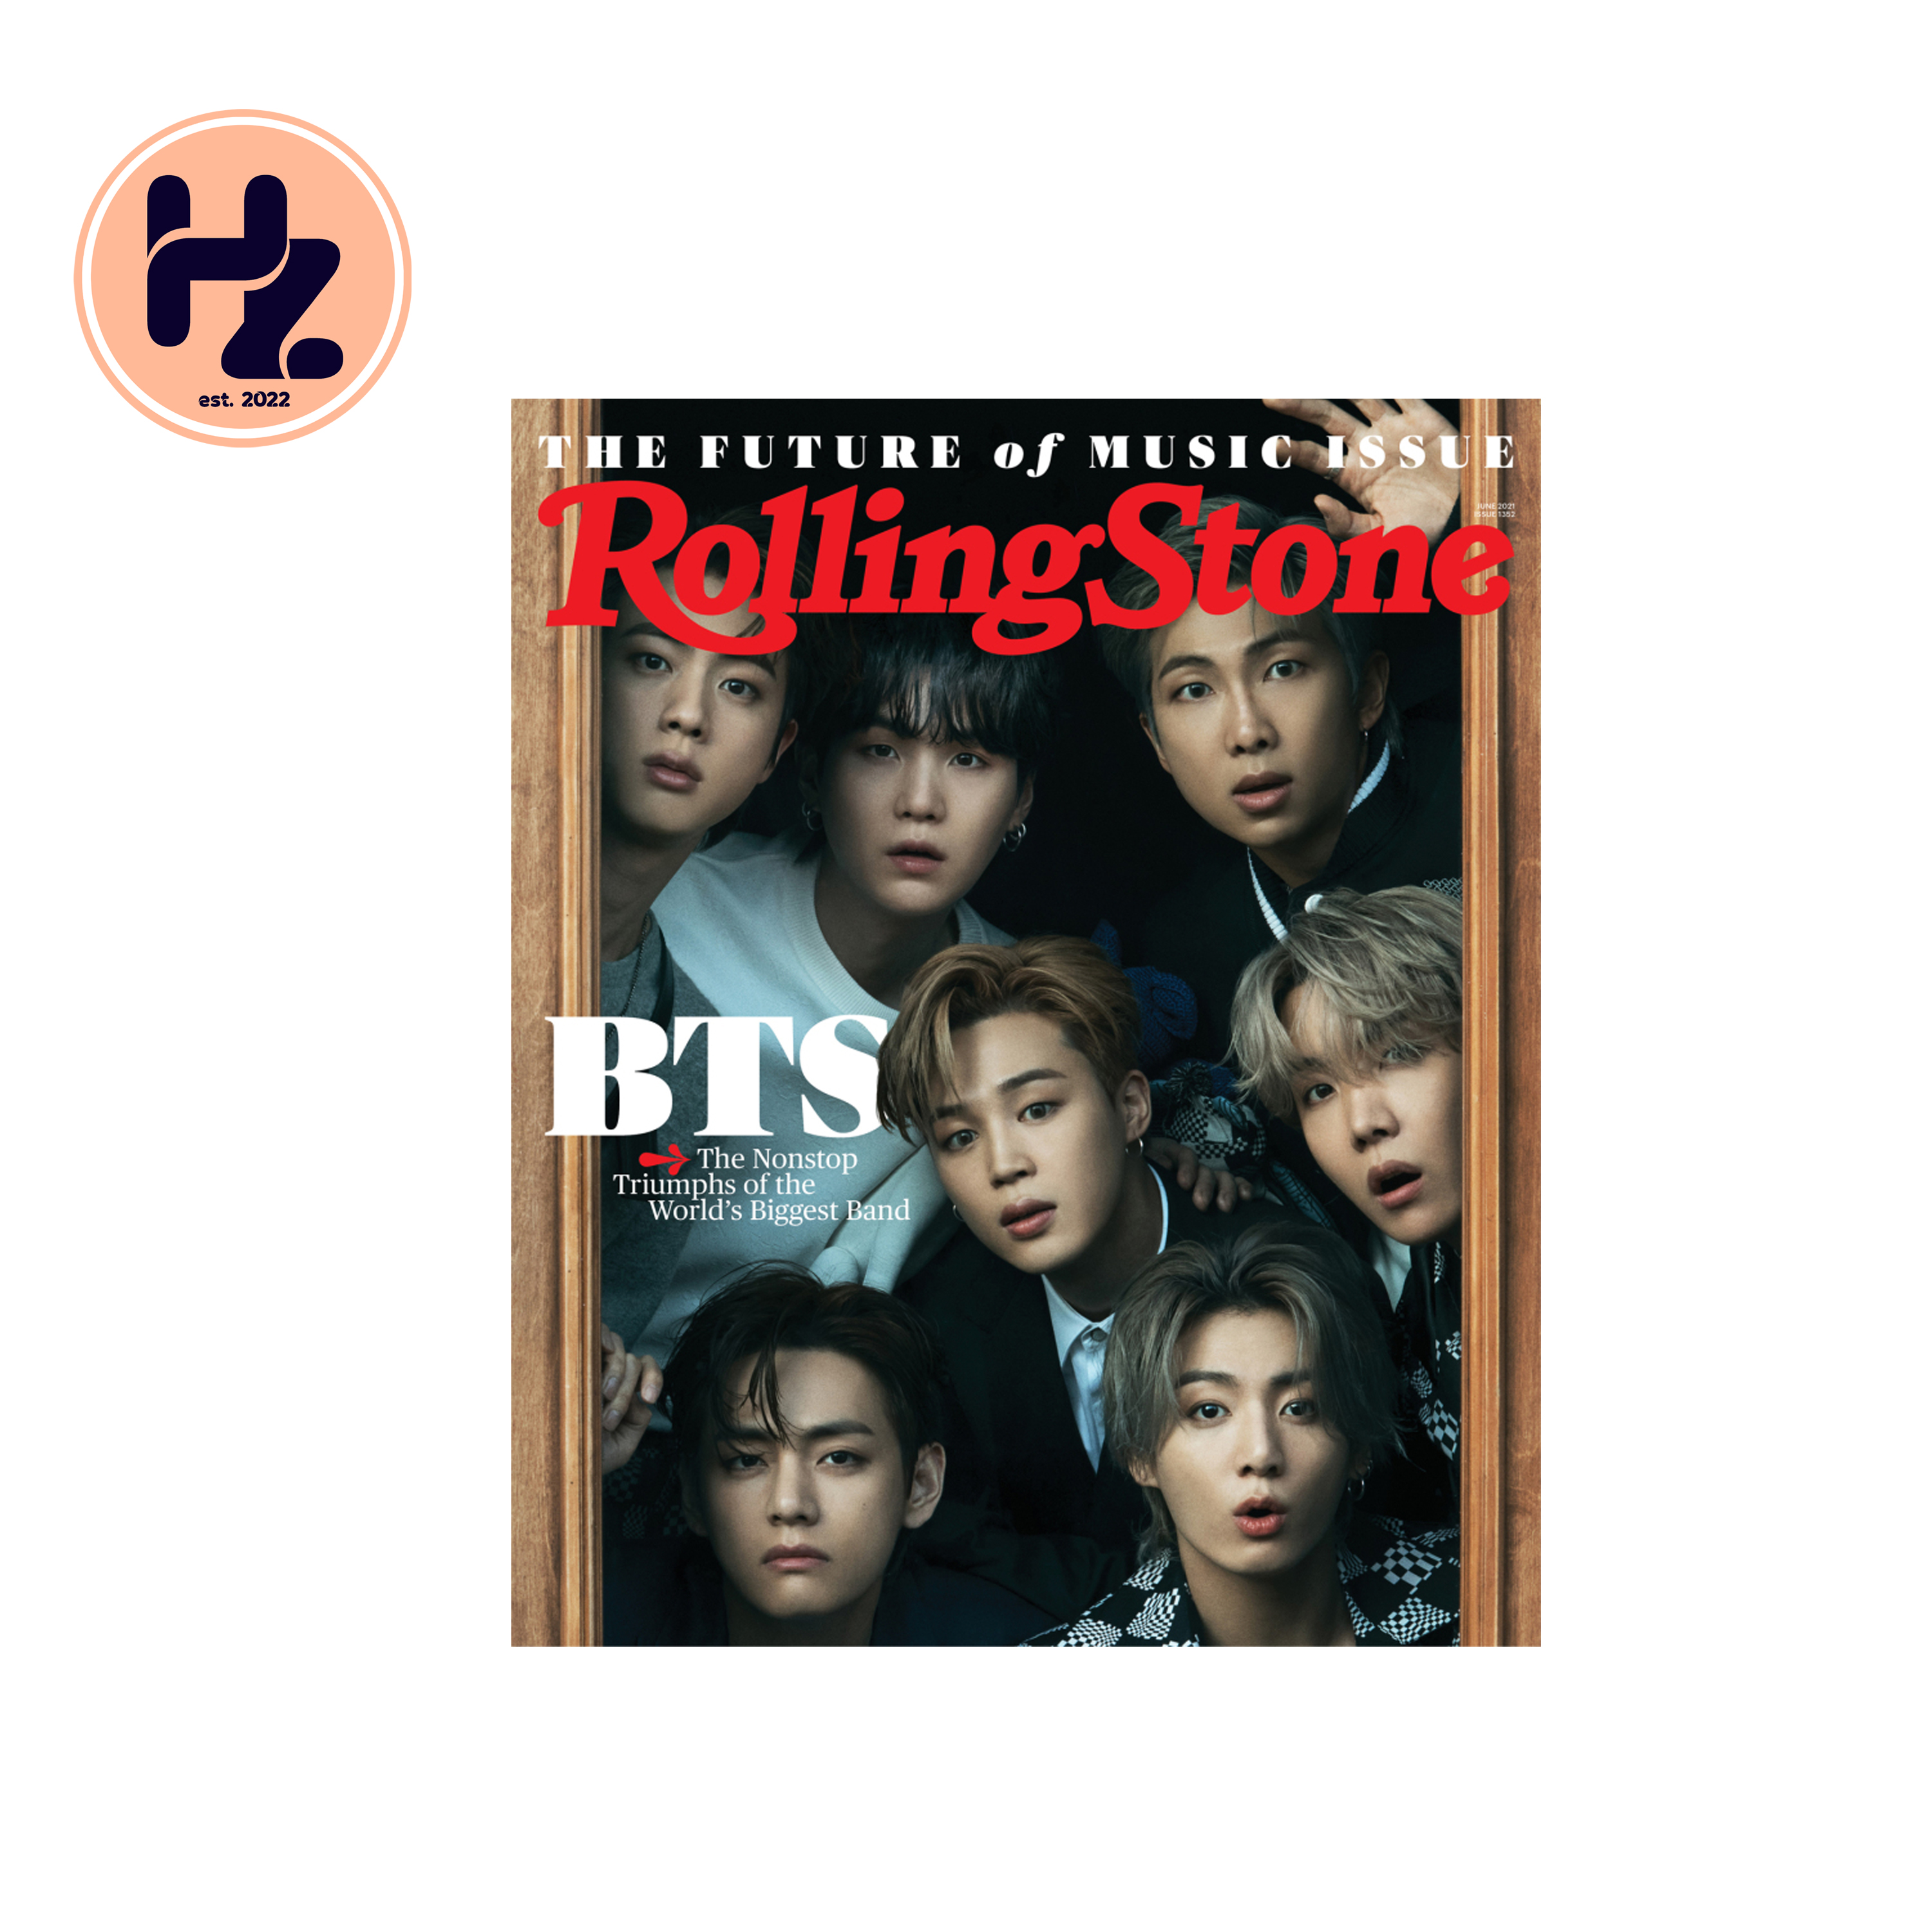 HZ
est. 2022
THE FUTURE of MUSIC ISSUE
RollingStone
JUNE 2021
ISSUE 1352
BTS
The Nonstop
Triumphs of the
World's Biggest Band